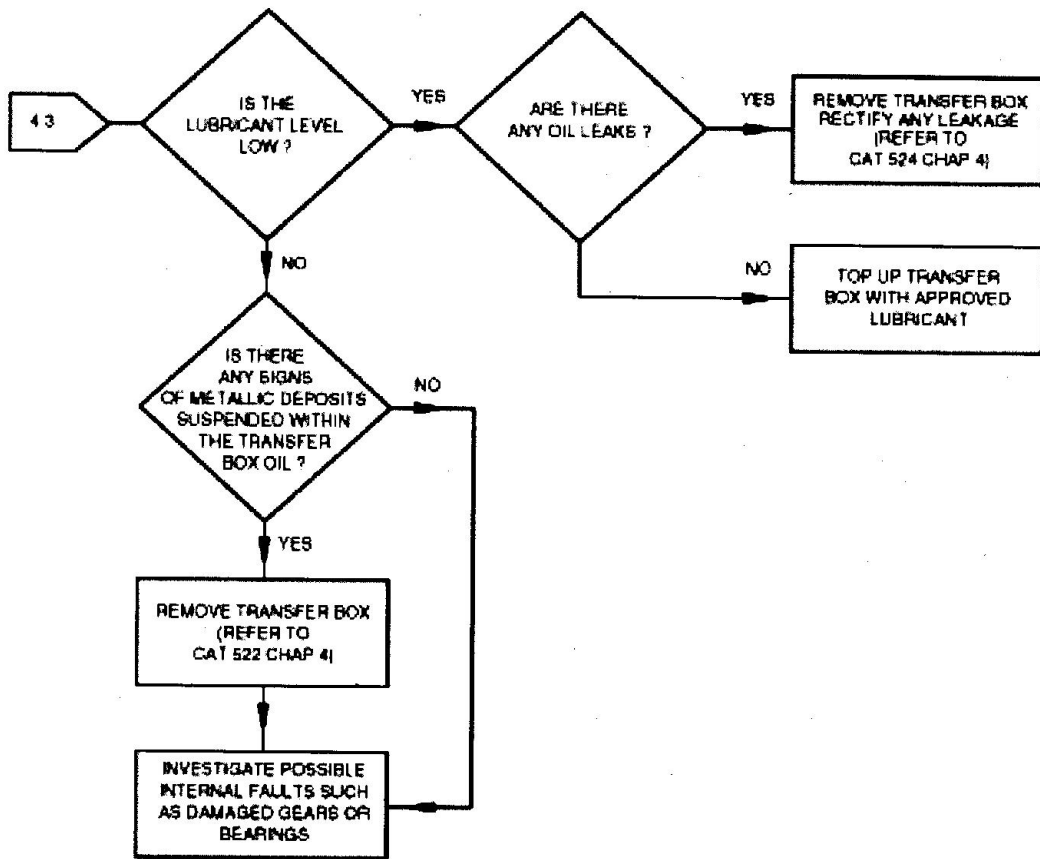 4 3
IS THE
LUBRICANT LEVEL
LOW ?
YES
ARE THERE
ANY OIL LEAKS ?
YES
REMOVE TRANSFER BOX
RECTIFY ANY LEAKAGE
(REFER TO
CAT 524 CHAP 4)
NO
TOP UP TRANSFER
BOX WITH APPROVED
LUBRICANT
NO
IS THERE
ANY SIGNS
OF METALLIC DEPOSITS
SUSPENDED WITHIN
THE TRANSFER
BOX OIL ?
NO
YES
REMOVE TRANSFER BOX
(REFER TO
CAT 522 CHAP 4)
INVESTIGATE POSSIBLE
INTERNAL FAULTS SUCH
AS DAMAGED GEARS OR
BEARINGS